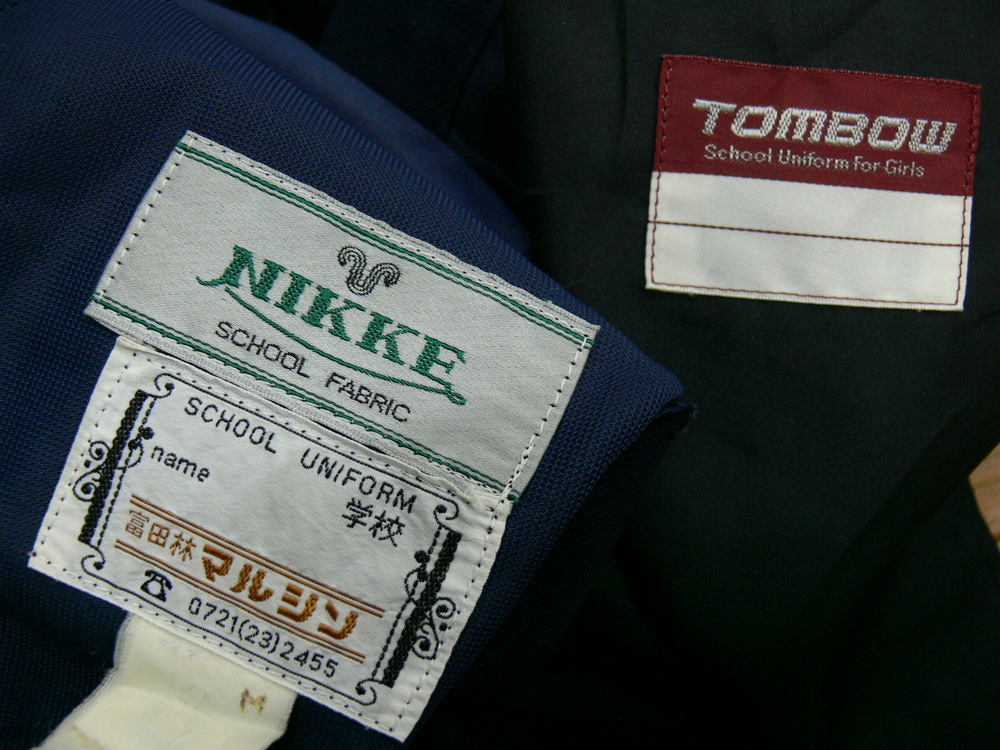 NIKKE
SCHOOL FABRIC
SCHOOL UNIFORM
name
学校
富田林マルシン
☎ 0721(23)2455
M
TOMBOW
School Uniform For Girls